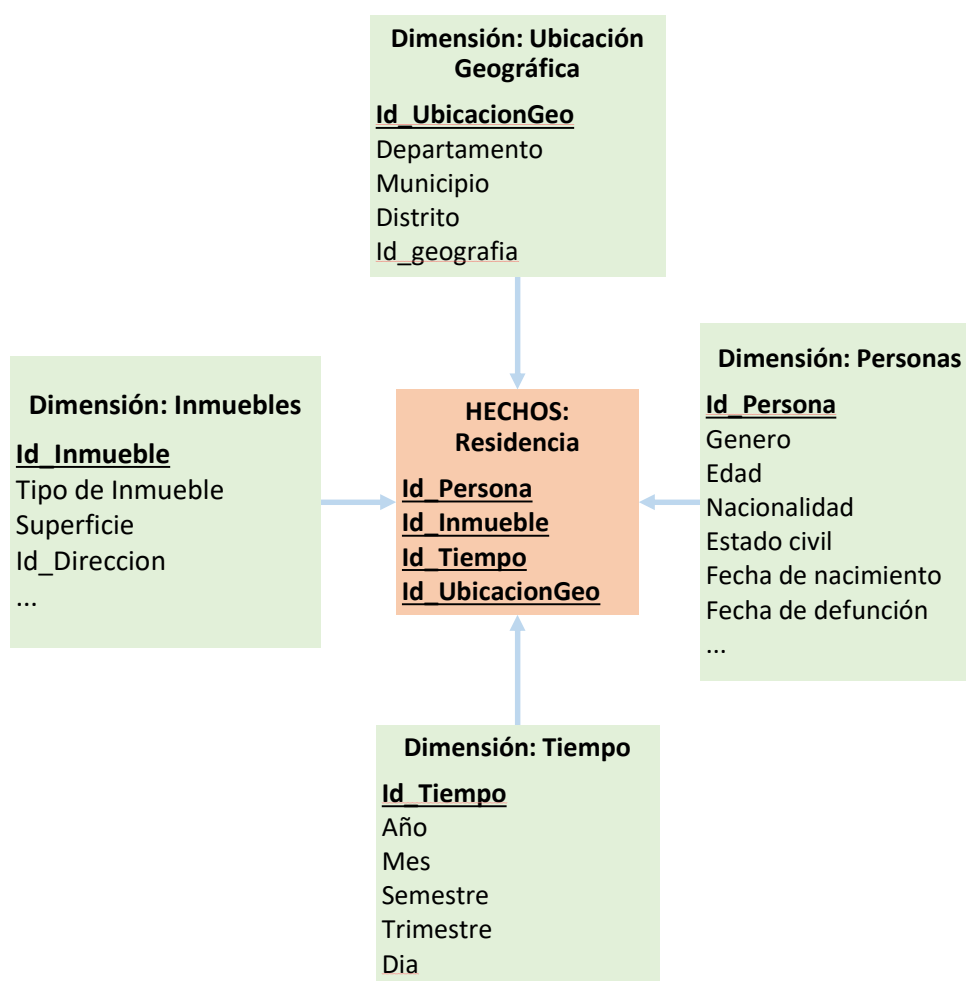 Dimensión: Ubicación
Geográfica
Id_UbicacionGeo
Departamento
Municipio
Distrito
Id_geografia
Dimensión: Inmuebles
Id_Inmueble
Tipo de Inmueble
Superficie
Id_Direccion
...
HECHOS:
Residencia
Id_Persona
Id_Inmueble
Id_Tiempo
Id_UbicacionGeo
Dimensión: Personas
Id_Persona
Genero
Edad
Nacionalidad
Estado civil
Fecha de nacimiento
Fecha de defunción
...
Dimensión: Tiempo
Id_Tiempo
Año
Mes
Semestre
Trimestre
Dia